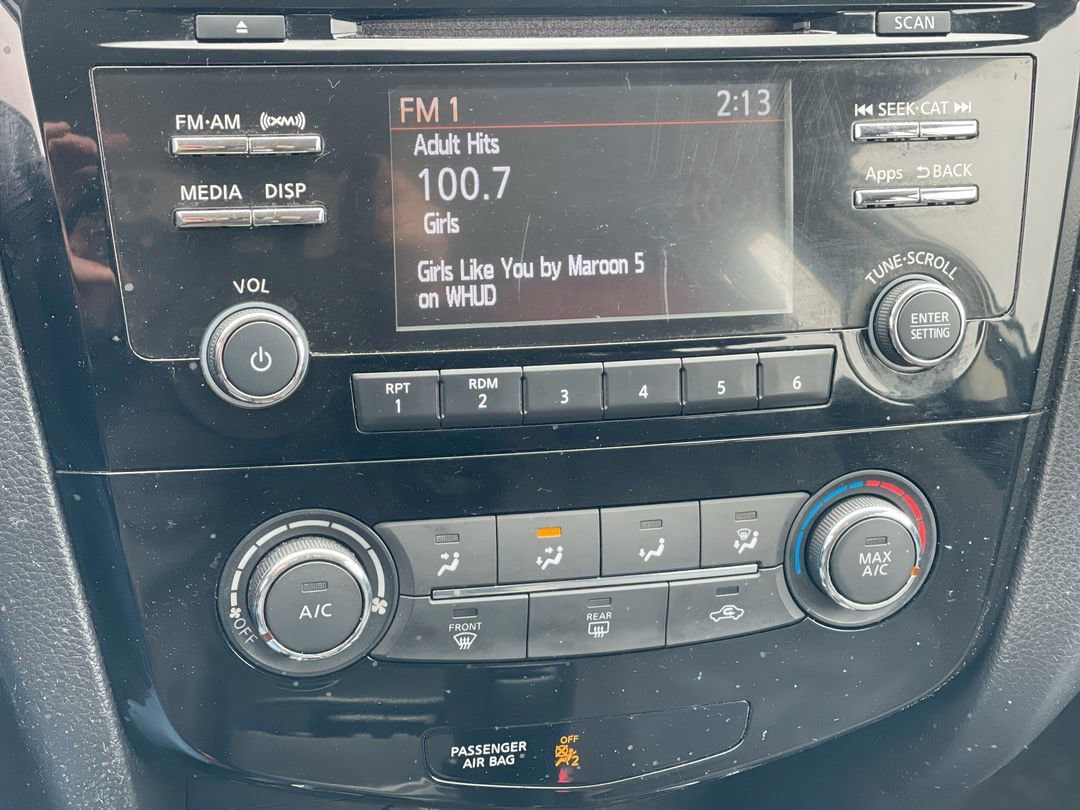 SCAN
FM·AM
((XM))
FM 1
2:13
SEEK·CAT
Adult Hits
MEDIA
DISP
100.7
Apps
BACK
Girls
Girls Like You by Maroon 5
on WHUD
VOL
TUNE·SCROLL
ENTER
SETTING
RPT
1
RDM
2
3
4
5
6
A/C
OFF
MAX
A/C
FRONT
REAR
PASSENGER
AIR BAG
OFF
2